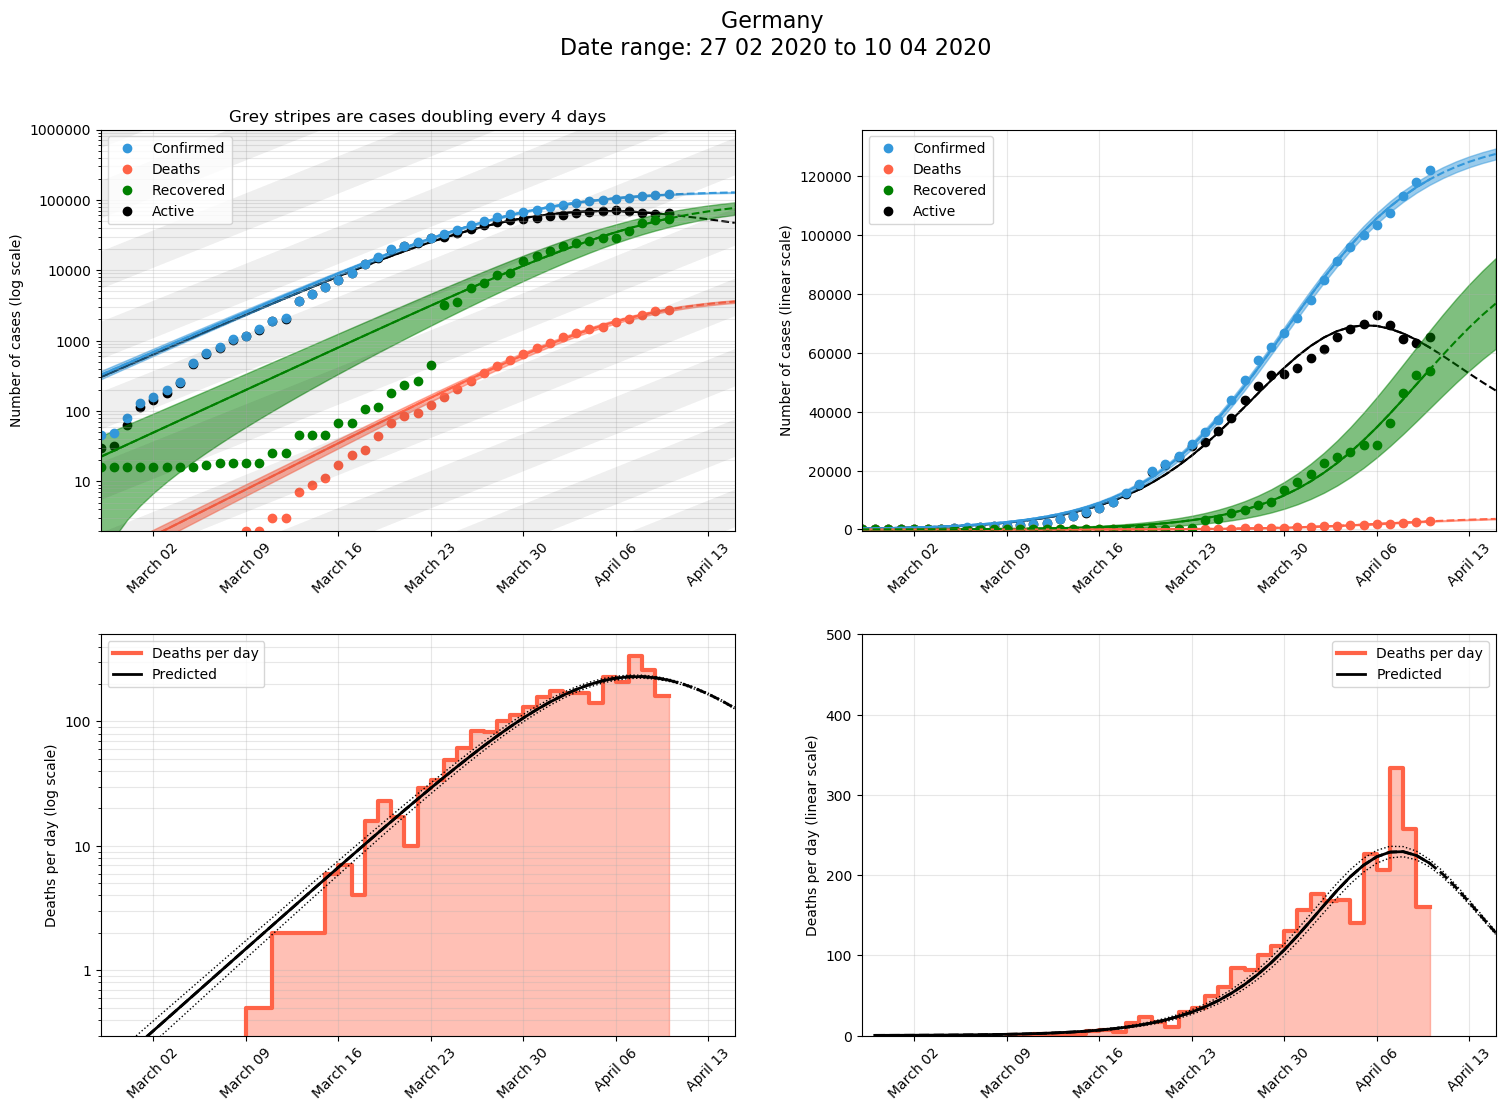 Germany
Date range: 27 02 2020 to 10 04 2020
Grey stripes are cases doubling every 4 days
Number of cases (log scale)
1000000
100000
10000
1000
100
10
Confirmed
Deaths
Recovered
Active
March 02
March 09
March 16
March 23
March 30
April 06
April 13
Number of cases (linear scale)
120000
100000
80000
60000
40000
20000
0
Confirmed
Deaths
Recovered
Active
March 02
March 09
March 16
March 23
March 30
April 06
April 13
Deaths per day (log scale)
100
10
1
Deaths per day
Predicted
March 02
March 09
March 16
March 23
March 30
April 06
April 13
Deaths per day (linear scale)
500
400
300
200
100
0
Deaths per day
Predicted
March 02
March 09
March 16
March 23
March 30
April 06
April 13